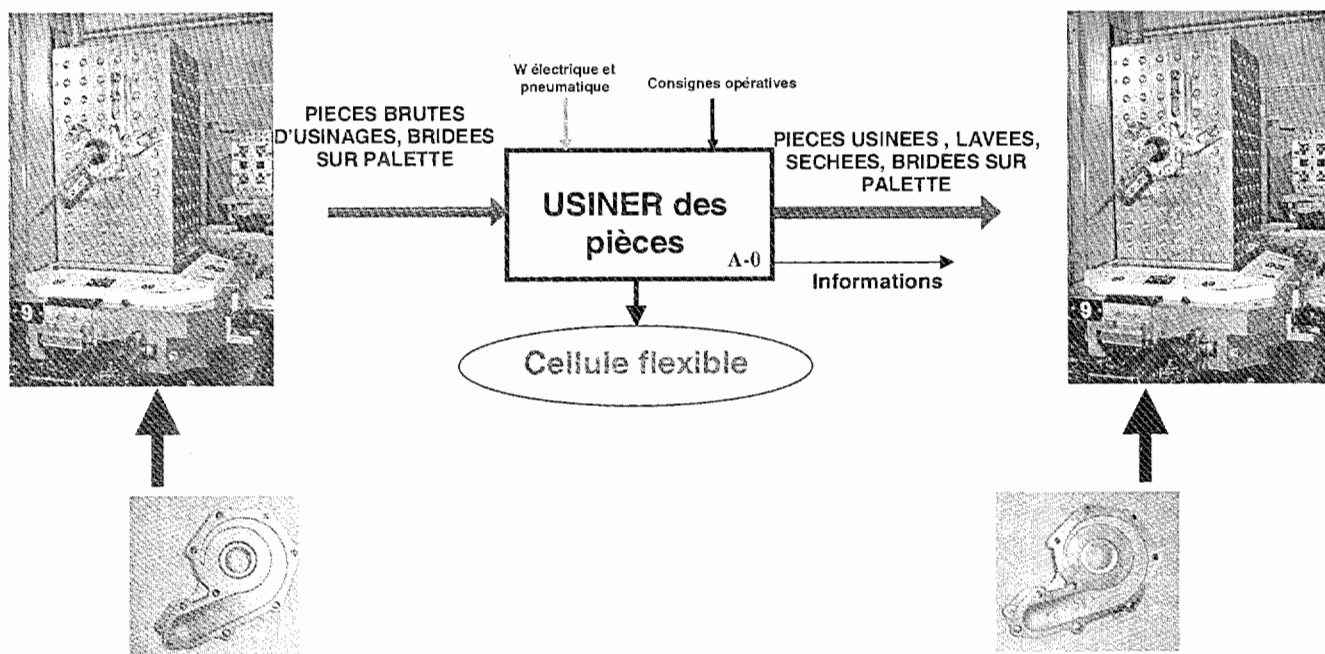 W électrique et
pneumatique
Consignes opératives
PIECES BRUTES
D'USINAGES, BRIDEES
SUR PALETTE
PIECES USINEES , LAVEES,
SECHEES, BRIDEES SUR
PALETTE
USINER des
pièces
A-0
Informations
Cellule flexible
9
9